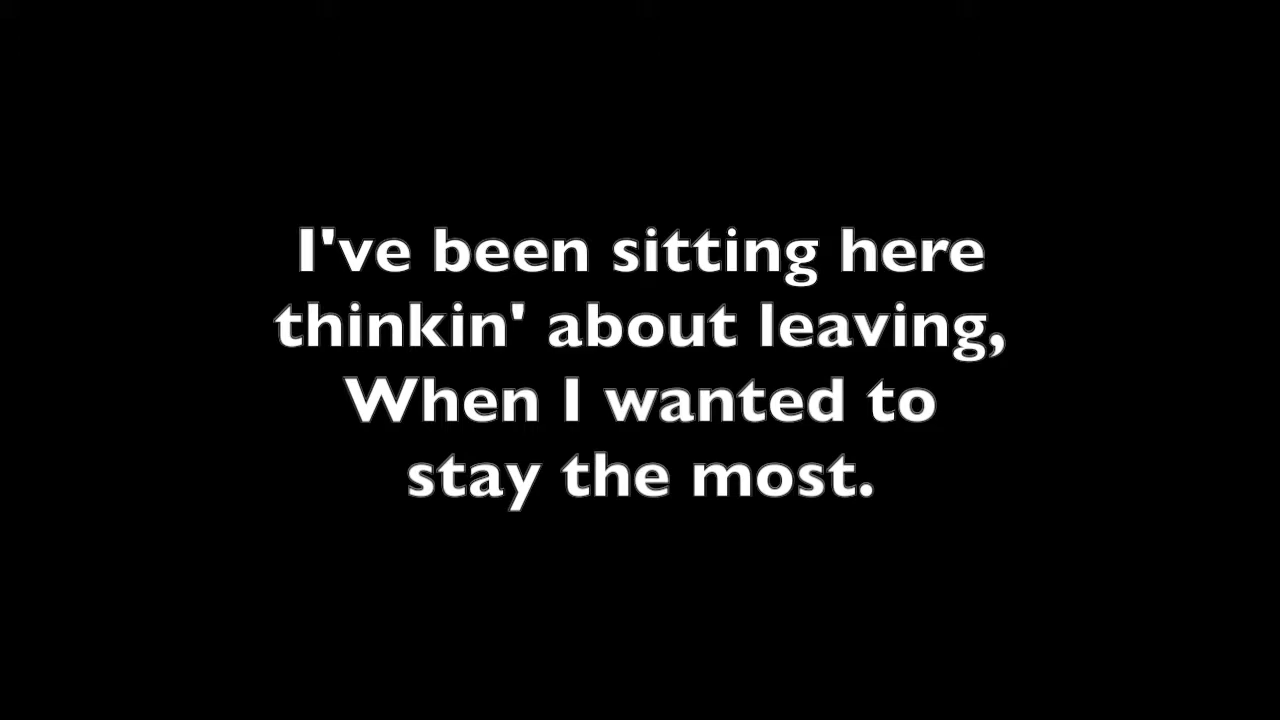 I've been sitting here
thinkin' about leaving,
When I wanted to
stay the most.